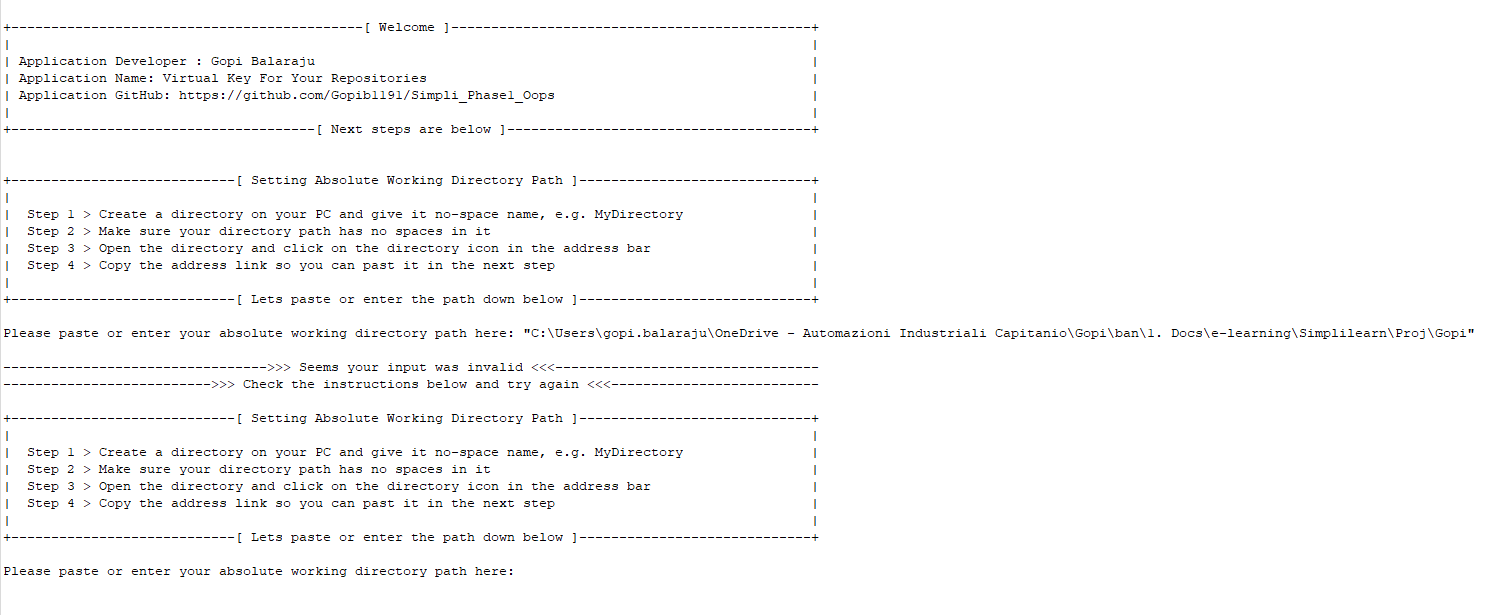 +--------------------------------------------[ Welcome ]---------------------------------------------+
| |
| Application Developer : Gopi Balaraju |
| Application Name: Virtual Key For Your Repositories |
| Application GitHub: https://github.com/Gopib1191/Simpli_Phase1_Oops |
| |
+--------------------------------------[ Next steps are below ]--------------------------------------+
+----------------------------[ Setting Absolute Working Directory Path ]-----------------------------+
| |
| Step 1 > Create a directory on your PC and give it no-space name, e.g. MyDirectory |
| Step 2 > Make sure your directory path has no spaces in it |
| Step 3 > Open the directory and click on the directory icon in the address bar |
| Step 4 > Copy the address link so you can past it in the next step |
| |
+----------------------------[ Lets paste or enter the path down below ]-----------------------------+
Please paste or enter your absolute working directory path here: "C:\Users\gopi.balaraju\OneDrive - Automazioni Industriali Capitanio\Gopi\ban\1. Docs\e-learning\Simplilearn\Proj\Gopi"
--------------------------------->>> Seems your input was invalid <<<---------------------------------
-------------------------->>> Check the instructions below and try again <<<--------------------------
+----------------------------[ Setting Absolute Working Directory Path ]-----------------------------+
| |
| Step 1 > Create a directory on your PC and give it no-space name, e.g. MyDirectory |
| Step 2 > Make sure your directory path has no spaces in it |
| Step 3 > Open the directory and click on the directory icon in the address bar |
| Step 4 > Copy the address link so you can past it in the next step |
| |
+----------------------------[ Lets paste or enter the path down below ]-----------------------------+
Please paste or enter your absolute working directory path here: